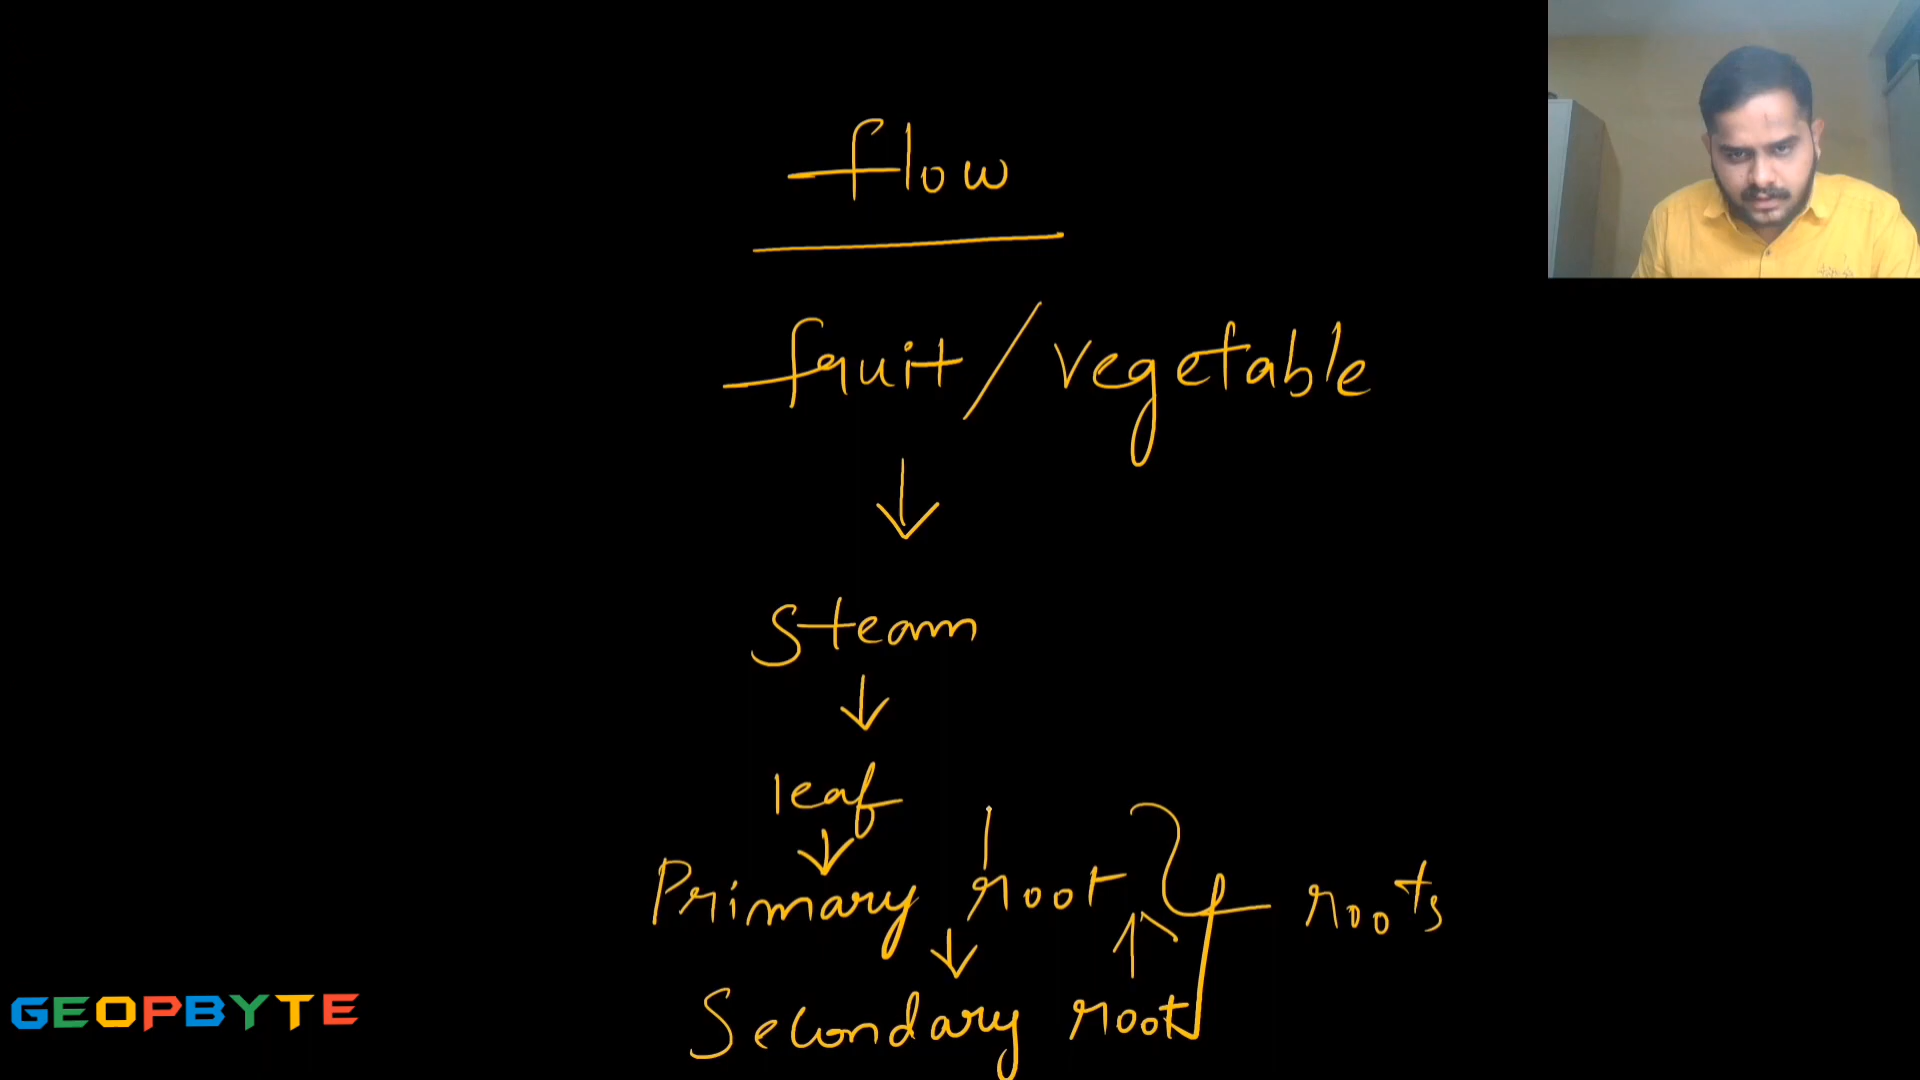 flow
fruit/vegetable
steam
leaf
Primary root
roots
Secondary root
GEOPBYTE